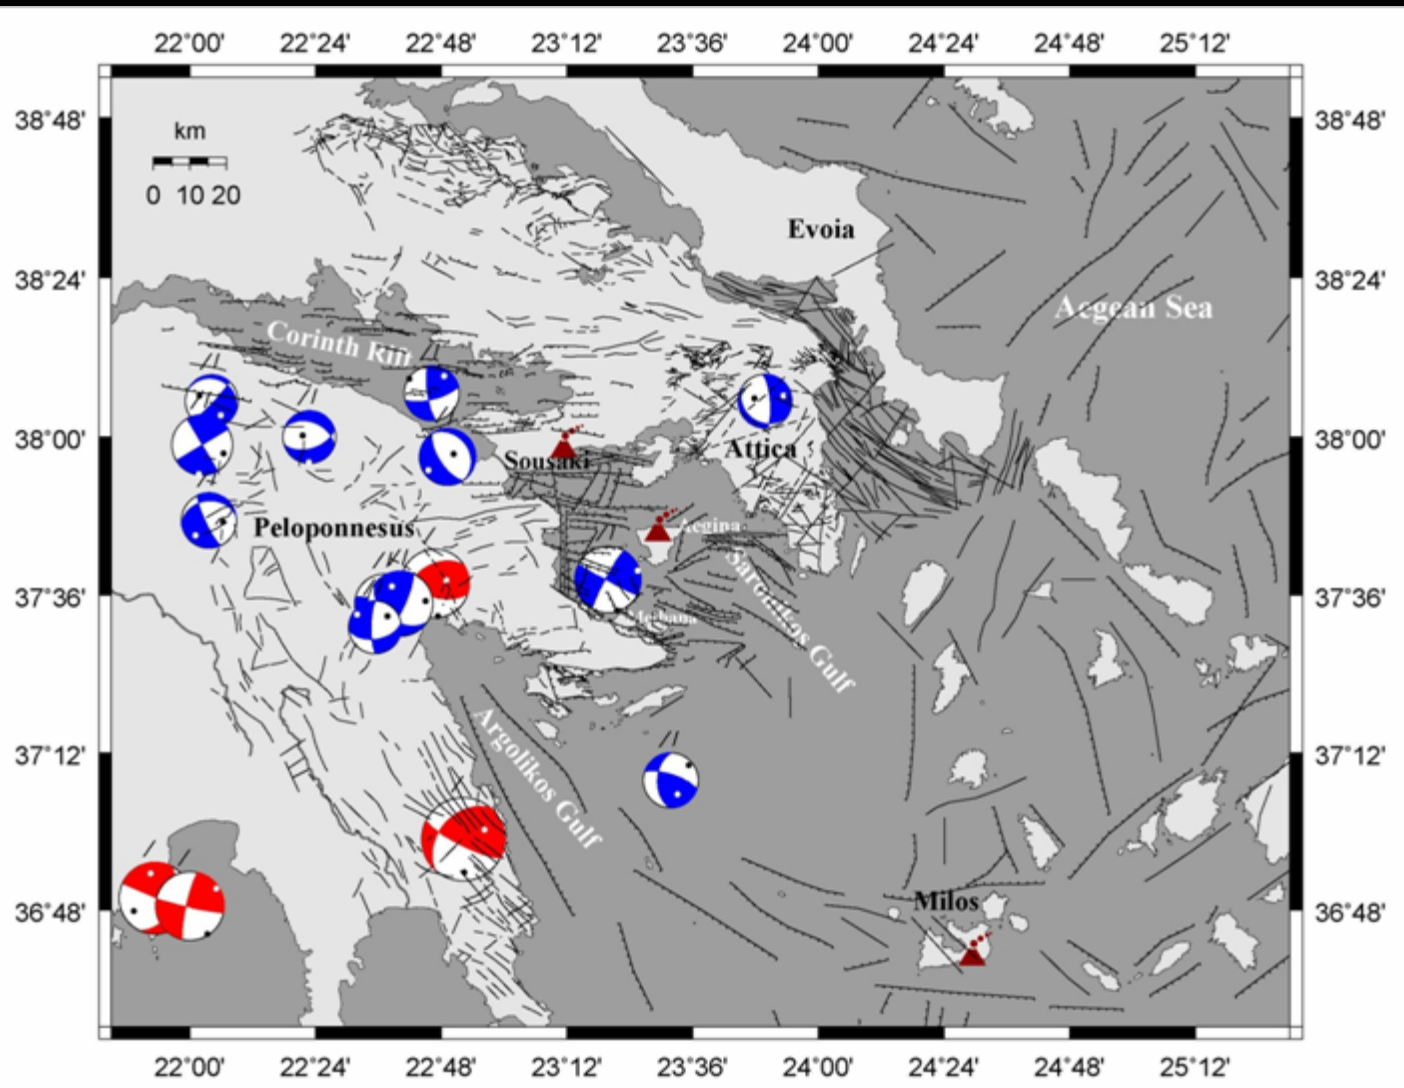 22°00' 22°24' 22°48' 23°12' 23°36' 24°00' 24°24' 24°48' 25°12'
38°48' 38°48'
km
0 10 20
Evoia
38°24' 38°24'
Aegean Sea
Corinth Rift
38°00' 38°00'
Attica
Sousaki
Peloponnesus
Aegina
37°36' 37°36'
Methana
Saronikos Gulf
Argolikos Gulf
37°12' 37°12'
Milos
36°48' 36°48'
22°00' 22°24' 22°48' 23°12' 23°36' 24°00' 24°24' 24°48' 25°12'